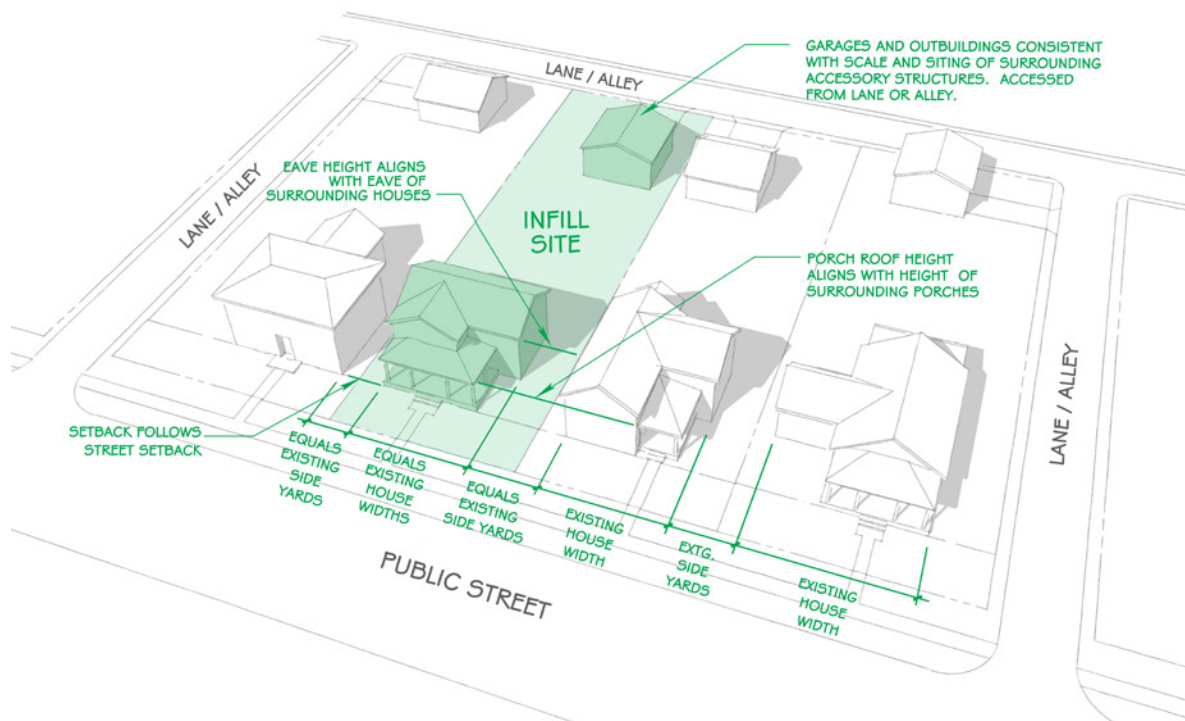 GARAGES AND OUTBUILDINGS CONSISTENT
WITH SCALE AND SITING OF SURROUNDING
ACCESSORY STRUCTURES. ACCESSED
FROM LANE OR ALLEY.
LANE / ALLEY
EAVE HEIGHT ALIGNS
WITH EAVE OF
SURROUNDING HOUSES
LANE / ALLEY
INFILL
SITE
PORCH ROOF HEIGHT
ALIGNS WITH HEIGHT OF
SURROUNDING PORCHES
LANE / ALLEY
SETBACK FOLLOWS
STREET SETBACK
EQUALS
EXISTING
SIDE
YARDS
EQUALS
EXISTING
HOUSE
WIDTHS
EQUALS
EXISTING
SIDE YARDS
EXISTING
HOUSE
WIDTH
EXTG.
SIDE
YARDS
EXISTING
HOUSE
WIDTH
PUBLIC STREET